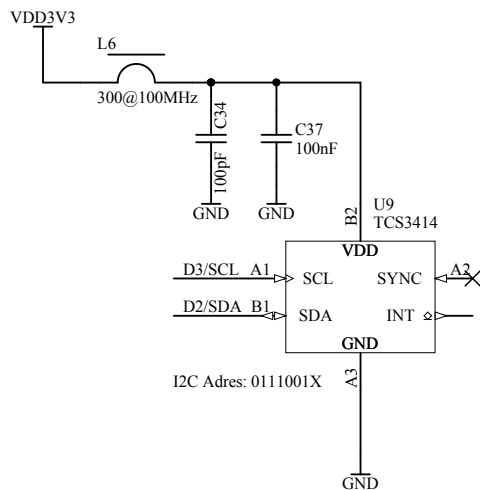 VDD3V3
L6
300@100MHz
C34
100pF
C37
100nF
GND
GND
U9
TCS3414
B2
VDD
D3/SCL A1
SCL
SYNC
A2
D2/SDA B1
SDA
INT
GND
I2C Adres: 0111001X
A3
GND